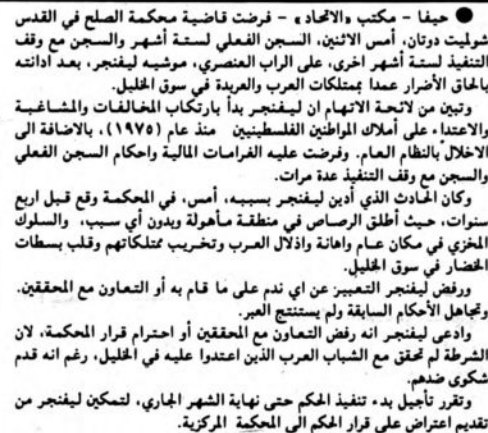 ● حيفا - مكتب «الاتحاد» - فرضت قاضية محكمة الصلح في القدس
شوليت دوتان، أمس الاثنين، السجن الفعلي لستة أشهر والسجن مع وقف
التنفيذ لستة أشهر اخرى، على الراب العنصري، موشيه ليفنجر، بعد ادانته
بالحاق الأضرار عمدا بممتلكات العرب والعربدة في سوق الخليل.
وتبين من لائحة الاتهام ان ليفنجر بدأ بارتكاب المخالفات والمشاغبة
والاعتداء على أملاك المواطنين الفلسطينيين منذ عام (١٩٧٥)، بالاضافة الى
الاخلال بالنظام العام. وفرضت عليه الغرامات المالية واحكام السجن الفعلي
والسجن مع وقف التنفيذ عدة مرات.
وكان الحادث الذي أدين ليفنجر بسببه، أمس، في المحكمة وقع قبل اربع
سنوات، حيث أطلق الرصاص في منطقة مأهولة وبدون أي سبب، والسلوك
المخزي في مكان عام واهانة واذلال العرب وتخريب ممتلكاتهم وقلب بسطات
الخضار في سوق الخليل.
ورفض ليفنجر التعبير عن اي ندم على ما قام به أو التعاون مع المحققين.
وتجاهل الأحكام السابقة ولم يستنتج العبر.
وادعى ليفنجر انه رفض التعاون مع المحققين أو احترام قرار المحكمة، لان
الشرطة لم تحقق مع الشباب العرب الذين اعتدوا عليه في الخليل، رغم انه قدم
شكوى ضدهم.
وتقرر تأجيل بدء تنفيذ الحكم حتى نهاية الشهر الجاري، لتمكين ليفنجر من
تقديم اعتراض على قرار الحكم الى المحكمة المركزية.